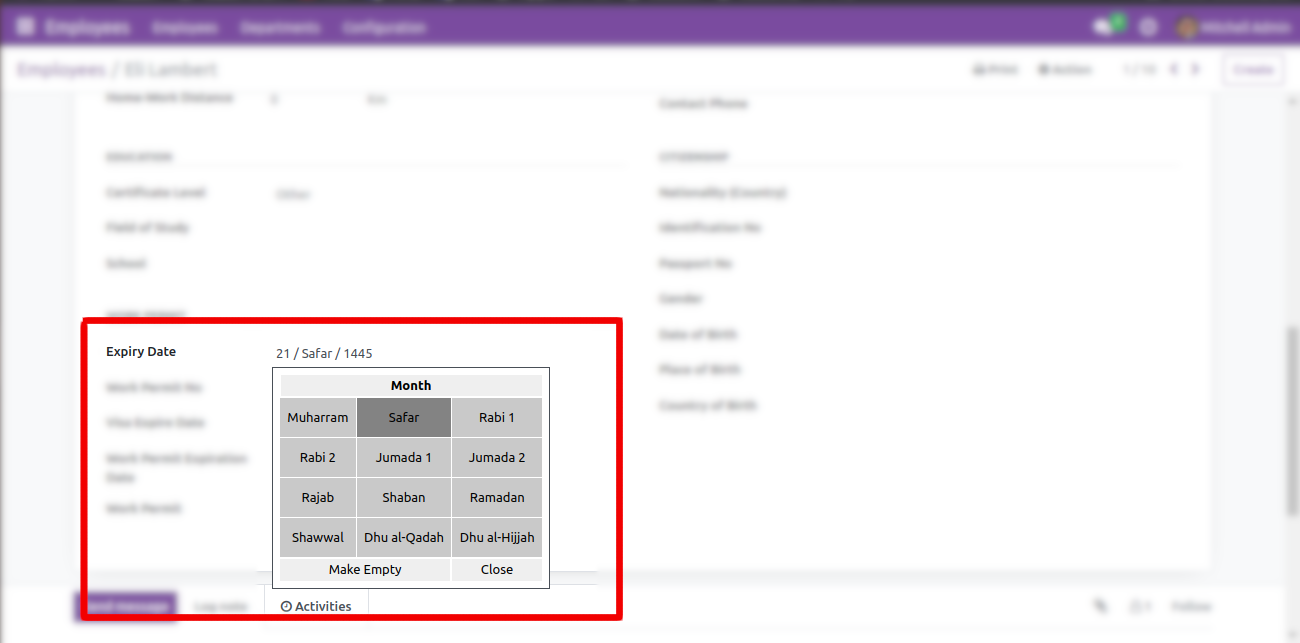 Employees Employees Departments Configuration Mitchell Admin
Employees / Eli Lambert Print Action 1 / 10 Create
Home-Work Distance 0 Km Contact Phone
EDUCATION CITIZENSHIP
Certificate Level Other Nationality (Country)
Field of Study Identification No
School Passport No
Gender
WORK PERMIT
Date of Birth
Expiry Date 21 / Safar / 1445
Place of Birth
Month
Work Permit No
Country of Birth
Muharram Safar Rabi 1
Visa Expire Date
Rabi 2 Jumada 1 Jumada 2
Work Permit Expiration
Date
Rajab Shaban Ramadan
Work Permit
Shawwal Dhu al-Qadah Dhu al-Hijjah
Make Empty Close
Send message Log note Activities Follow